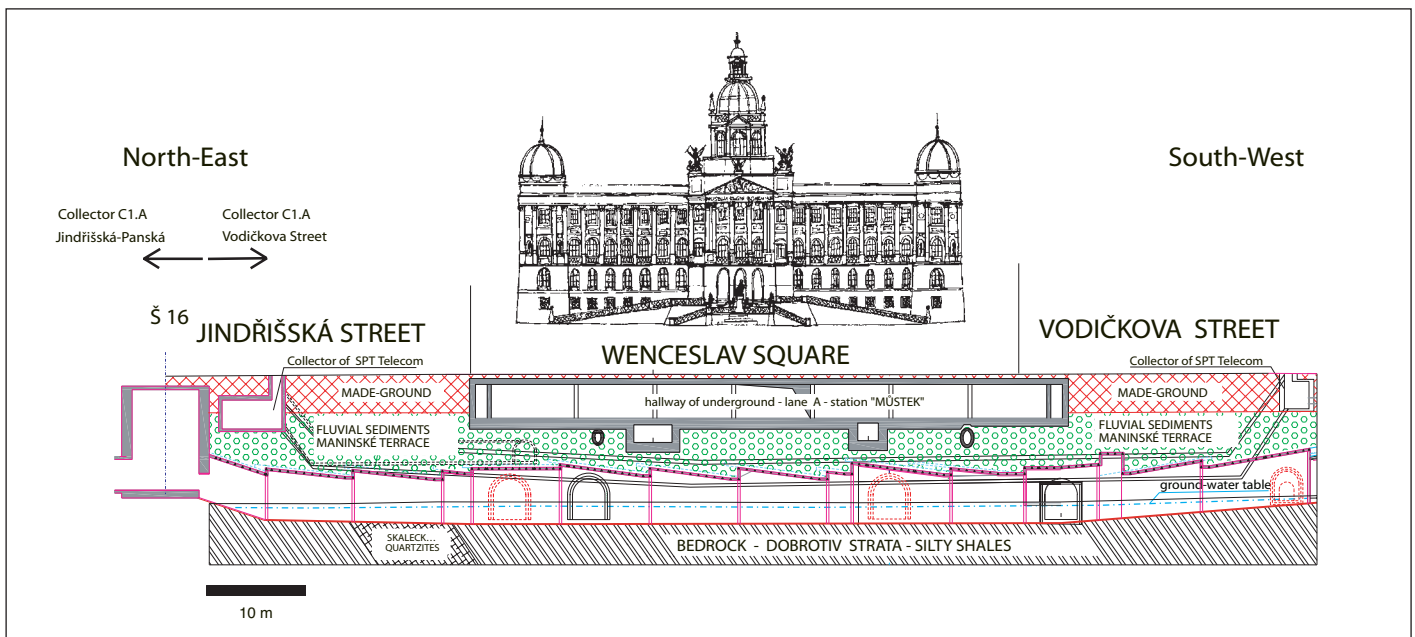 North-East
South-West
Collector C1.A
Jindřišská-Panská
Collector C1.A
Vodičkova Street
Š 16
JINDŘIŠSKÁ STREET
WENCESLAV SQUARE
VODIČKOVA STREET
Collector of SPT Telecom
Collector of SPT Telecom
MADE-GROUND
hallway of underground - lane A - station "MŮSTEK"
MADE-GROUND
FLUVIAL SEDIMENTS
MANINSKÉ TERRACE
FLUVIAL SEDIMENTS
MANINSKÉ TERRACE
ground-water table
SKALECK...
QUARTZITES
BEDROCK - DOBROTIV STRATA - SILTY SHALES
10 m